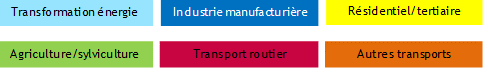 Transformation énergie
Industrie manufacturière
Résidentiel/tertiaire
Agriculture/sylviculture
Transport routier
Autres transports